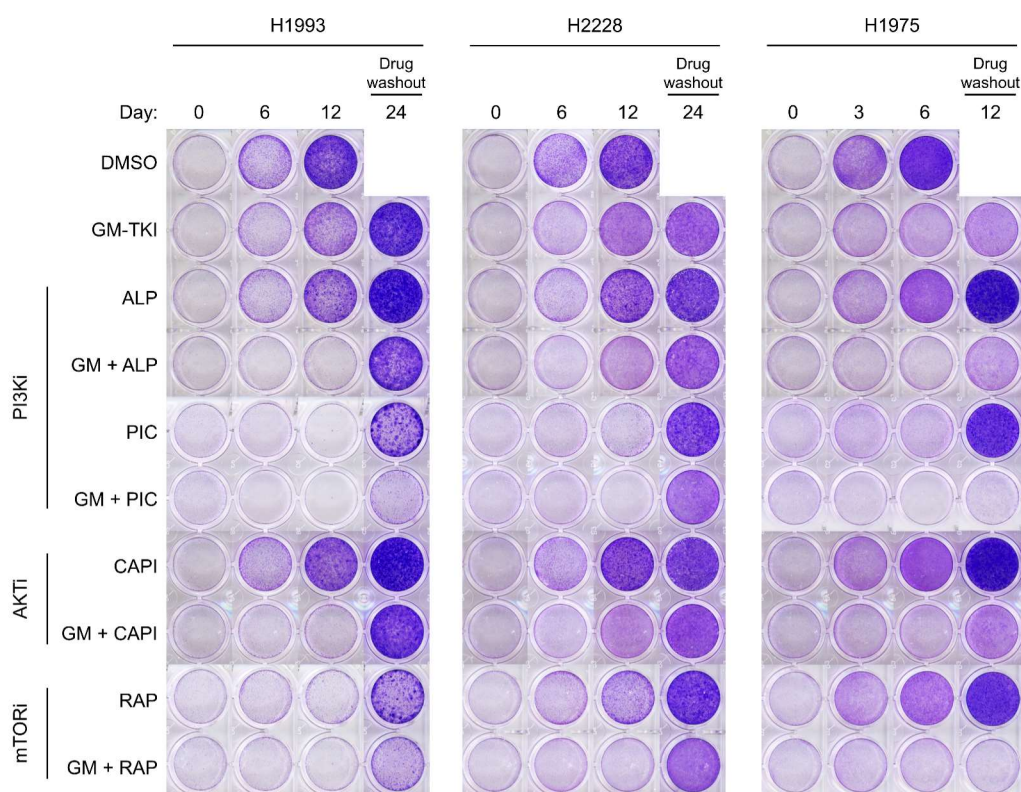 H1993 H2228 H1975
Drug washout Drug washout Drug washout
Day: 0 6 12 24 0 6 12 24 0 3 6 12
DMSO
GM-TKI
PI3Ki
ALP
GM + ALP
PIC
GM + PIC
AKTi
CAPI
GM + CAPI
mTORi
RAP
GM + RAP